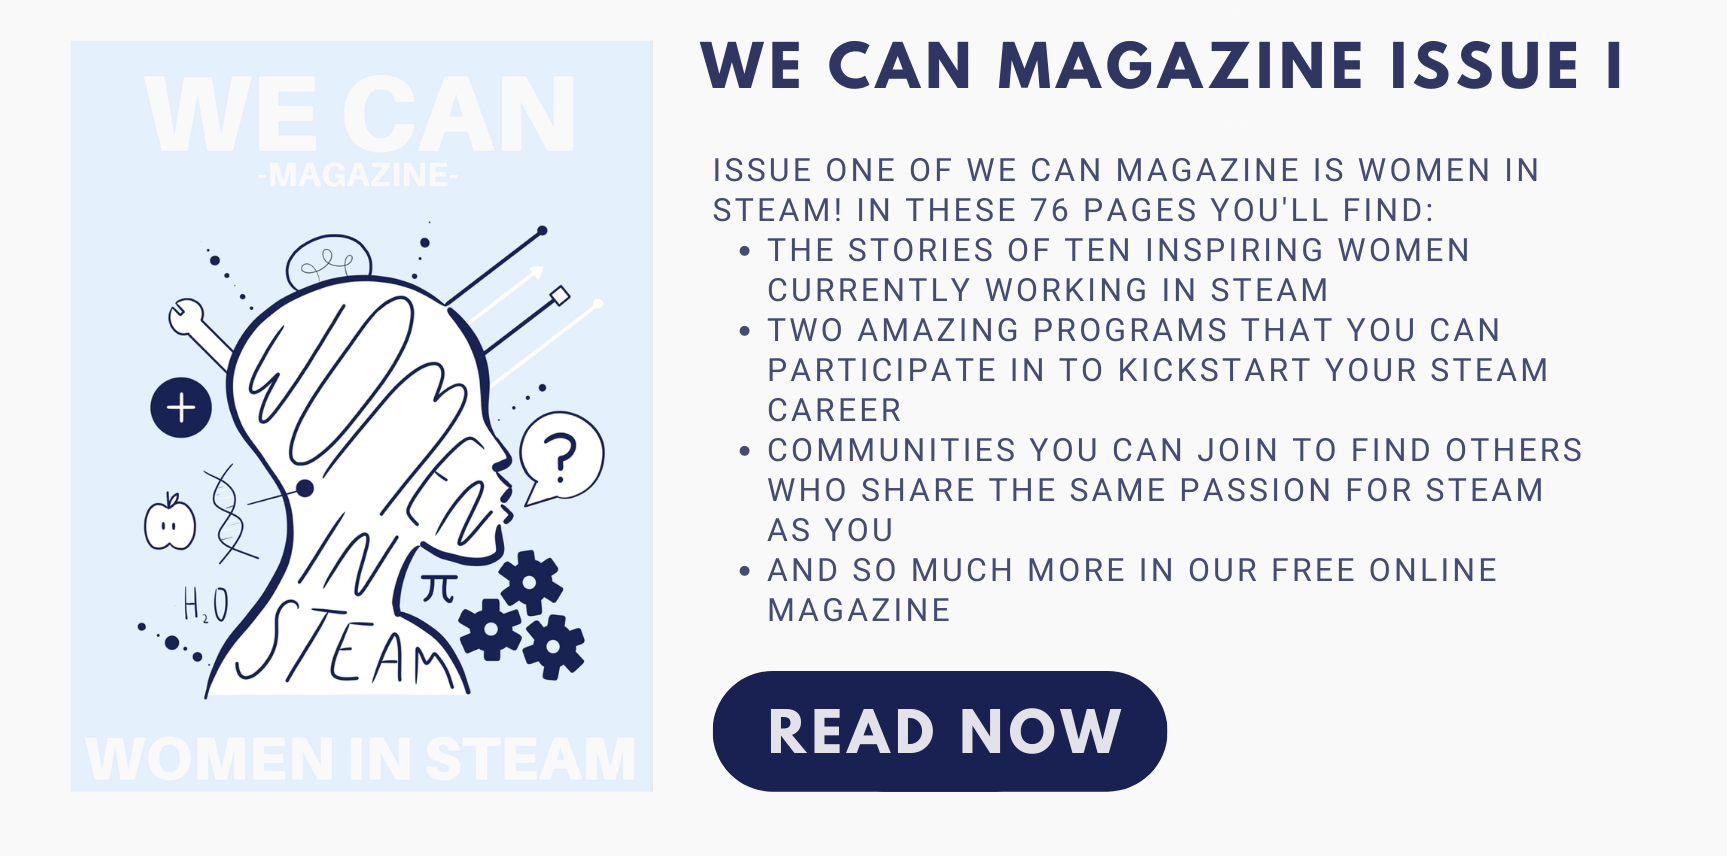 WE CAN
-MAGAZINE-
WOMEN
IN
STEAM
+
?
π
H₂O
WOMEN IN STEAM
WE CAN MAGAZINE ISSUE I
ISSUE ONE OF WE CAN MAGAZINE IS WOMEN IN
STEAM! IN THESE 76 PAGES YOU'LL FIND:
• THE STORIES OF TEN INSPIRING WOMEN
CURRENTLY WORKING IN STEAM
• TWO AMAZING PROGRAMS THAT YOU CAN
PARTICIPATE IN TO KICKSTART YOUR STEAM
CAREER
• COMMUNITIES YOU CAN JOIN TO FIND OTHERS
WHO SHARE THE SAME PASSION FOR STEAM
AS YOU
• AND SO MUCH MORE IN OUR FREE ONLINE
MAGAZINE
READ NOW